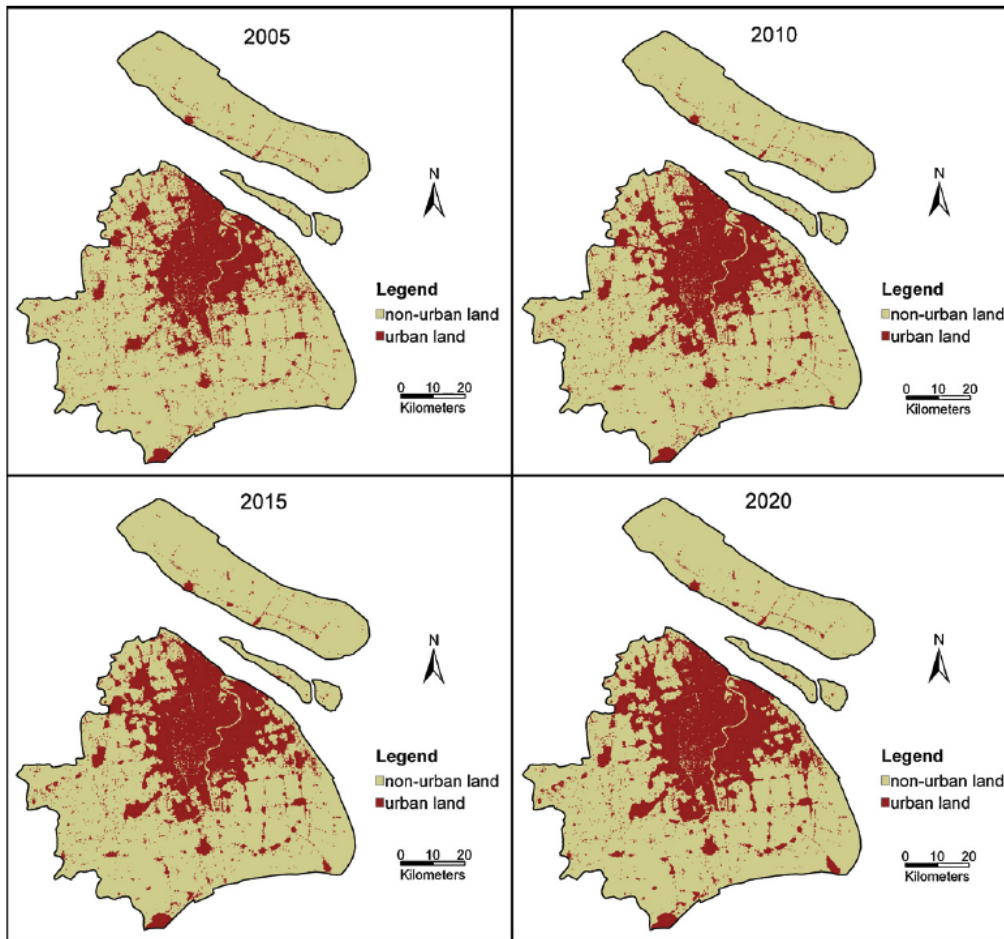 2005
N
Legend
non-urban land
urban land
0 10 20
Kilometers
2010
N
Legend
non-urban land
urban land
0 10 20
Kilometers
2015
N
Legend
non-urban land
urban land
0 10 20
Kilometers
2020
N
Legend
non-urban land
urban land
0 10 20
Kilometers